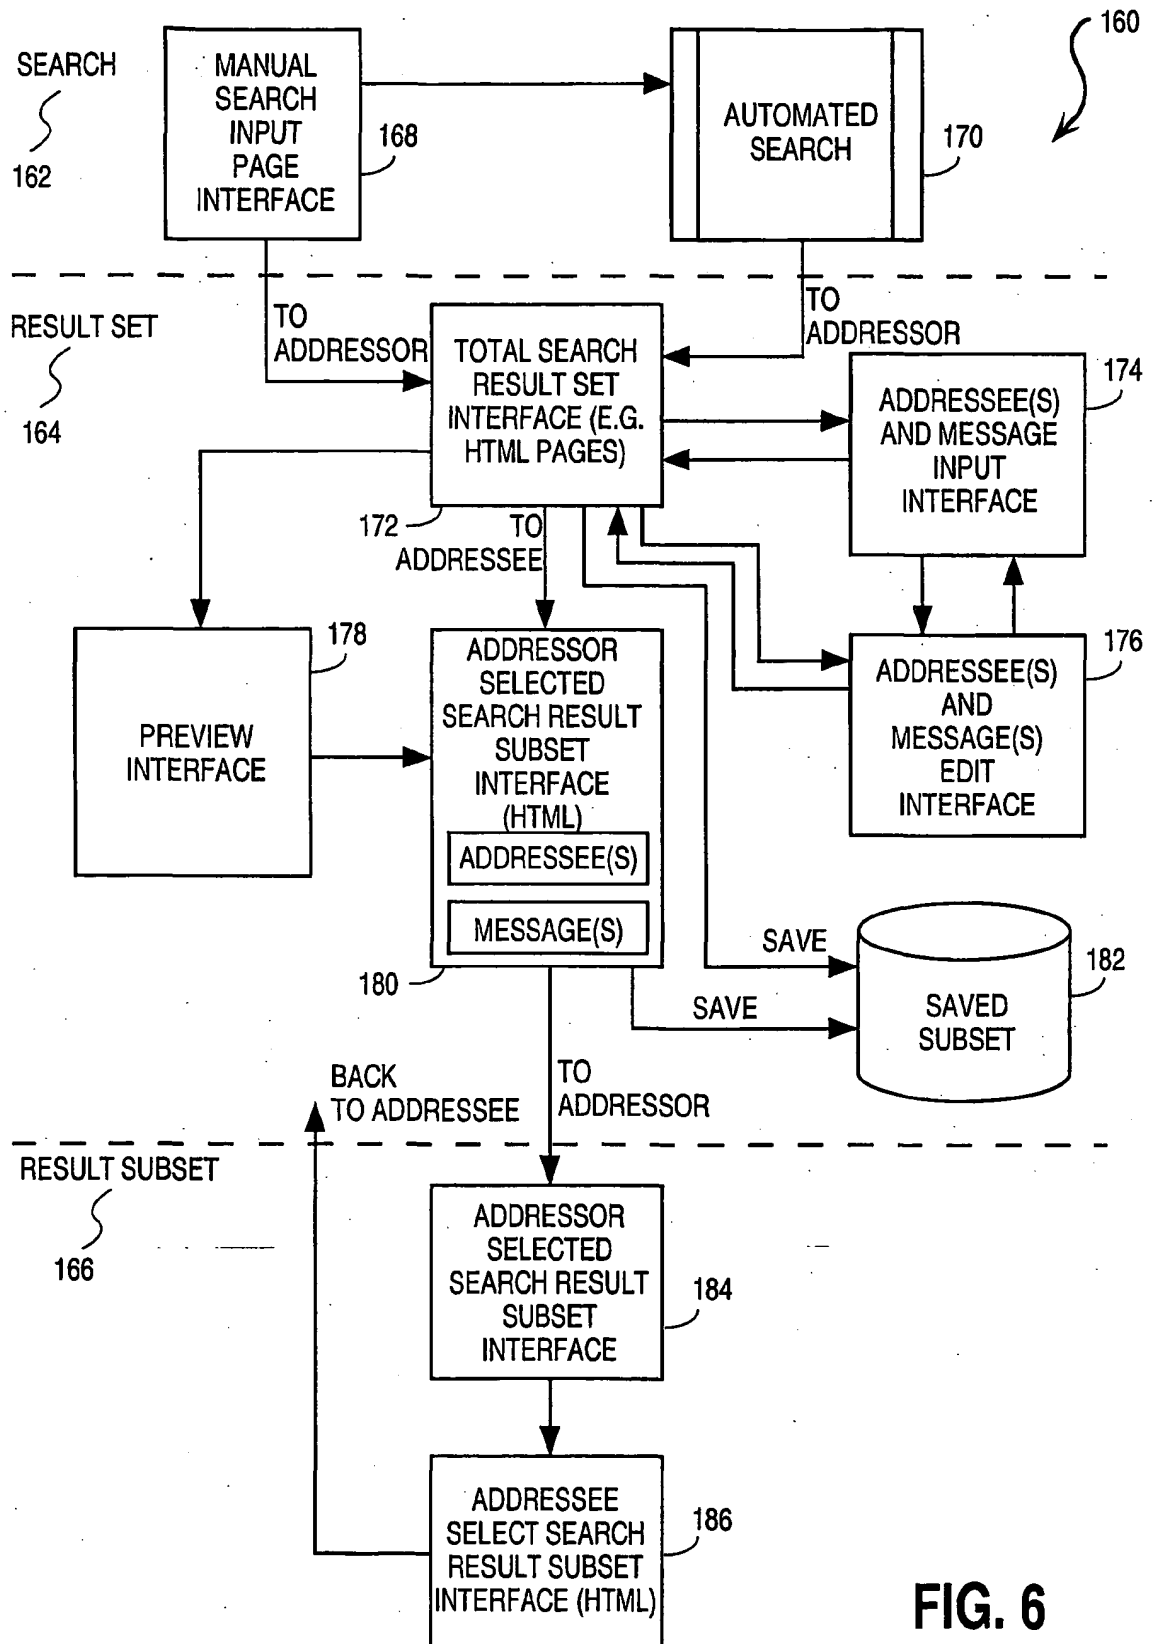 160
SEARCH
162
MANUAL
SEARCH
INPUT
PAGE
INTERFACE
168
AUTOMATED
SEARCH
170
RESULT SET
164
TO
ADDRESSOR
TOTAL SEARCH
RESULT SET
INTERFACE (E.G.
HTML PAGES)
172
TO
ADDRESSOR
ADDRESSEE(S)
AND MESSAGE
INPUT
INTERFACE
174
TO
ADDRESSEE
PREVIEW
INTERFACE
178
ADDRESSOR
SELECTED
SEARCH RESULT
SUBSET
INTERFACE
(HTML)
ADDRESSEE(S)
MESSAGE(S)
180
ADDRESSEE(S)
AND
MESSAGE(S)
EDIT
INTERFACE
176
SAVE
SAVE
SAVED
SUBSET
182
BACK
TO ADDRESSEE
TO
ADDRESSOR
RESULT SUBSET
166
ADDRESSOR
SELECTED
SEARCH RESULT
SUBSET
INTERFACE
184
ADDRESSEE
SELECT SEARCH
RESULT SUBSET
INTERFACE (HTML)
186
FIG. 6